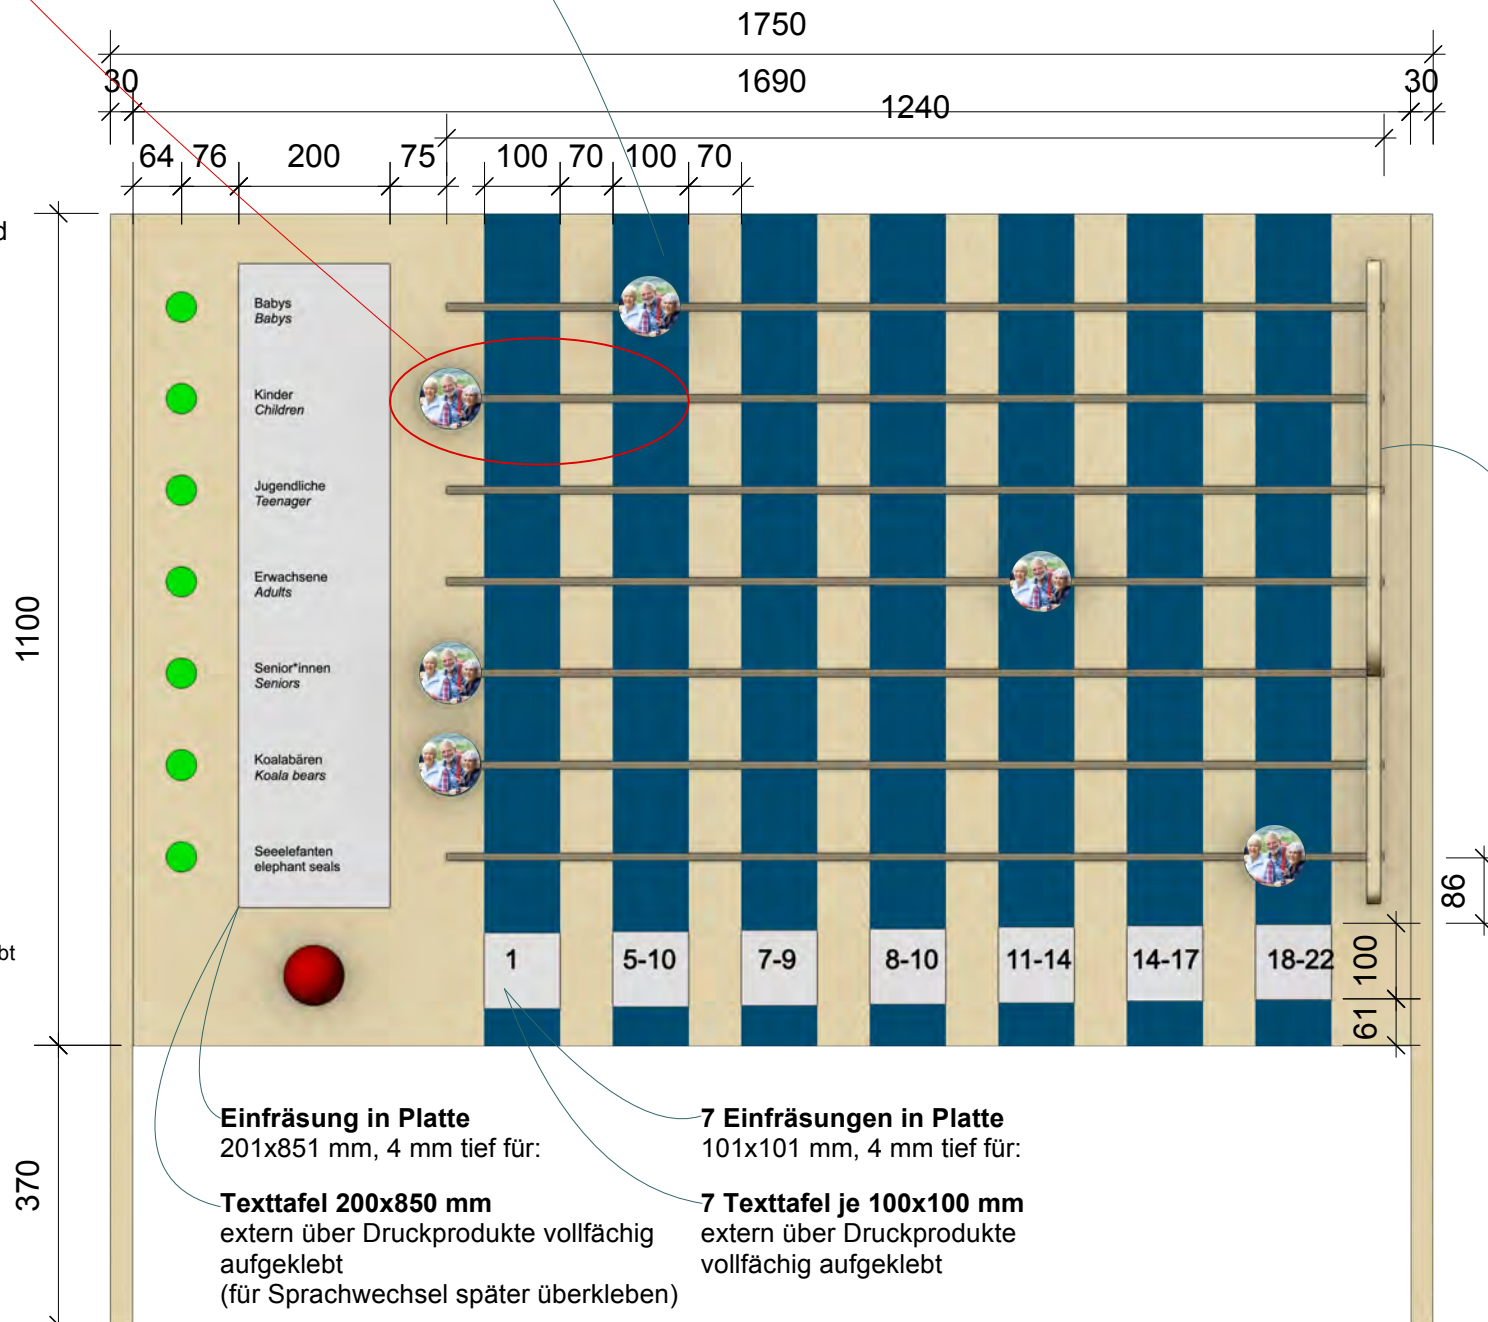 1750
30
1690
30
1240
64
76
200
75
100
70
100
70
d
Babys
Babys
Kinder
Children
Jugendliche
Teenager
Erwachsene
Adults
1100
Senior*innen
Seniors
Koalabären
Koala bears
Seeelefanten
elephant seals
86
bt
1
5-10
7-9
8-10
11-14
14-17
18-22
100
61
Einfräsung in Platte
201x851 mm, 4 mm tief für:
Texttafel 200x850 mm
extern über Druckprodukte vollfächig
aufgeklebt
(für Sprachwechsel später überkleben)
7 Einfräsungen in Platte
101x101 mm, 4 mm tief für:
7 Texttafel je 100x100 mm
extern über Druckprodukte
vollfächig aufgeklebt
370